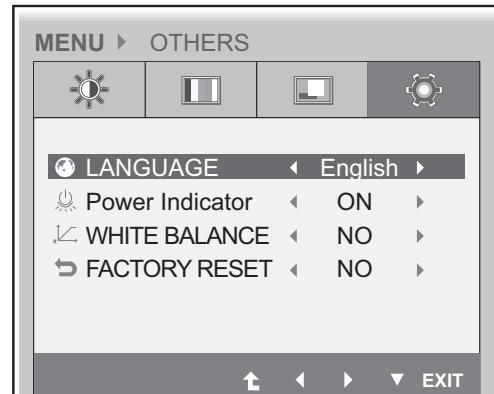 MENU OTHERS
LANGUAGE English
Power Indicator ON
WHITE BALANCE NO
FACTORY RESET NO
EXIT